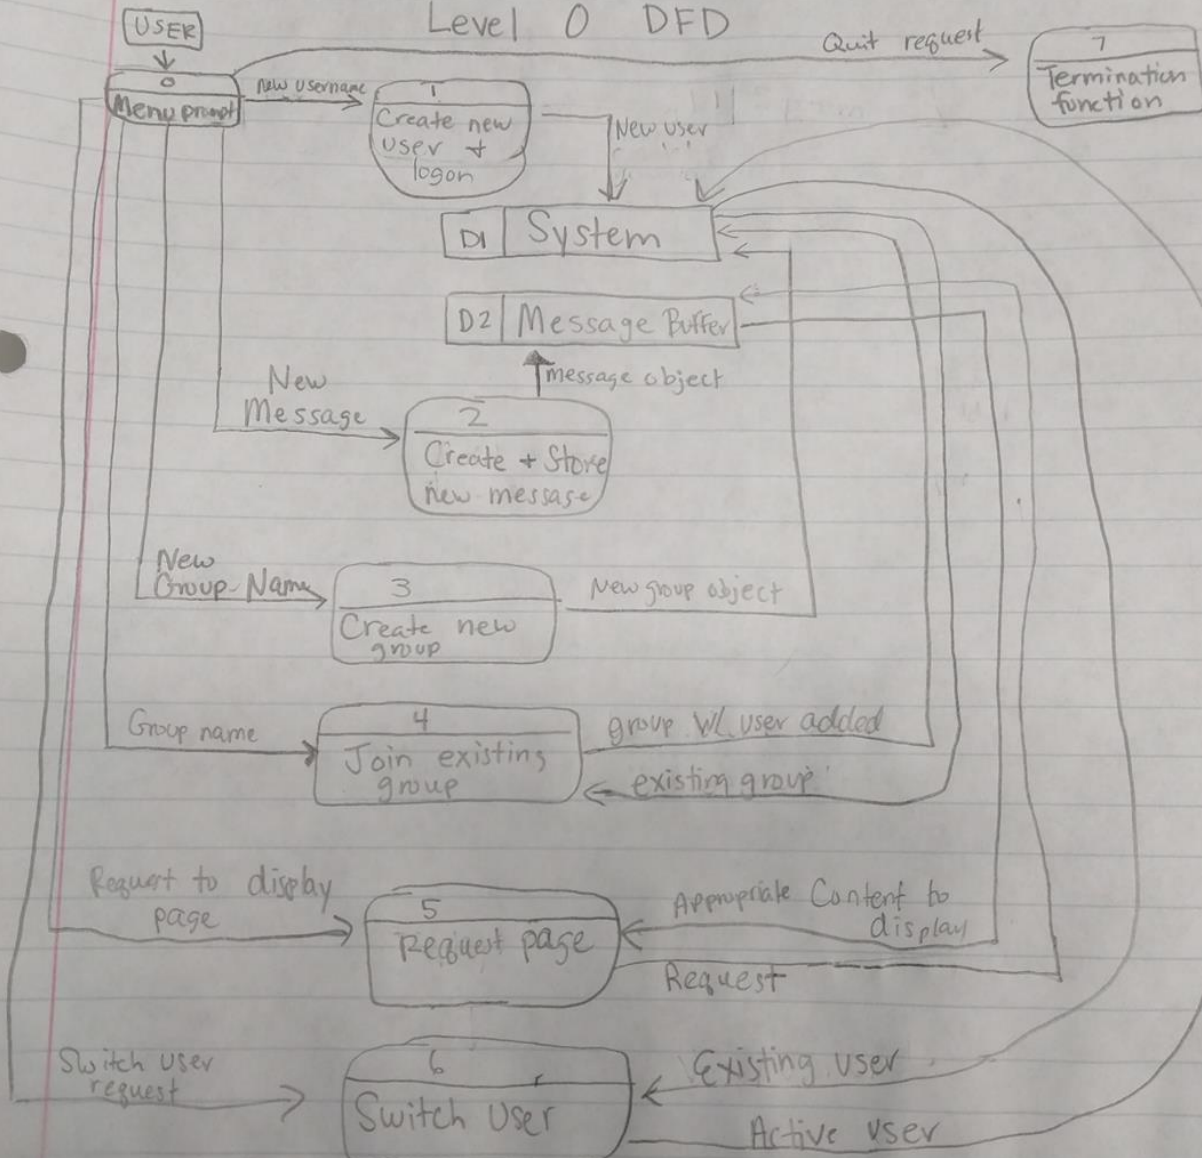 Level 0 DFD
USER
Quit request
7
Termination
function
0
Menu prompt
New username
1
Create new
user +
logon
New user
D1 System
D2 Message Buffer
message object
New
Message
2
Create + Store
new message
New
Group Name
3
Create new
group
New group object
Group name
4
Join existing
group
group w/ user added
existing group
Request to display
page
5
Request page
Appropriate Content to
display
Request
Switch User
request
6
Switch User
Existing user
Active user